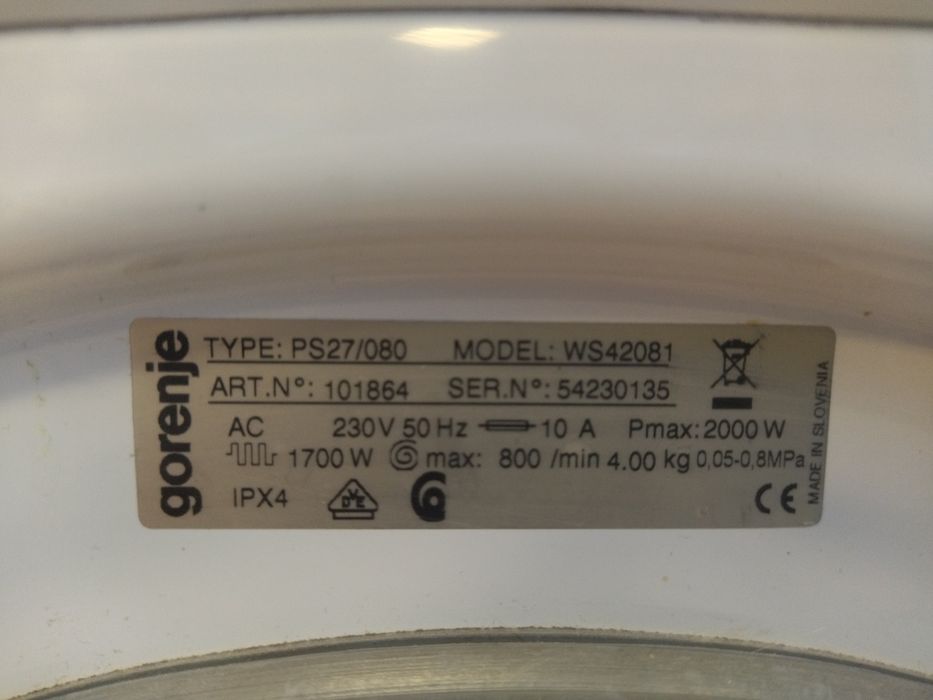 gorenje
TYPE: PS27/080 MODEL: WS42081
ART.N°: 101864 SER.N°: 54230135
AC 230V 50 Hz 10 A Pmax: 2000 W
1700 W max: 800 /min 4.00 kg 0,05-0,8MPa
IPX4 DVE CE
MADE IN SLOVENIA